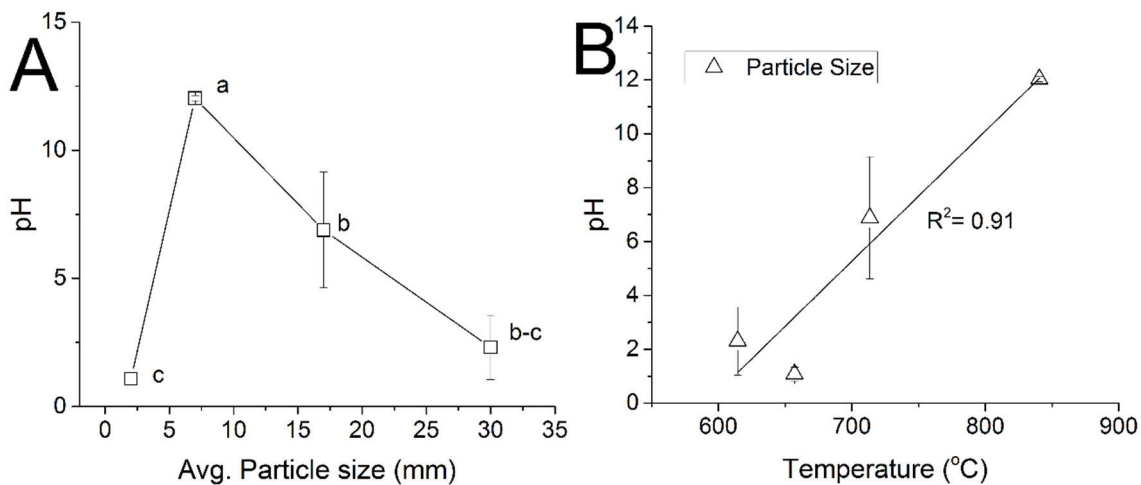 A
15
10
5
0
pH
a
b
b-c
c
0 5 10 15 20 25 30 35
Avg. Particle size (mm)
B
14
12
10
8
6
4
2
0
pH
Particle Size
R²= 0.91
600 700 800 900
Temperature (°C)